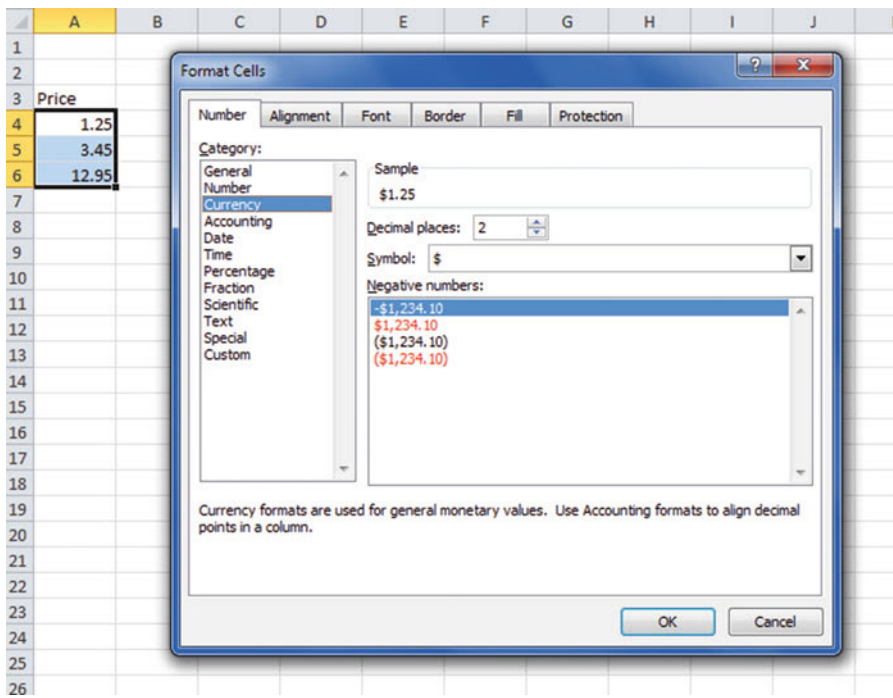 A B C D E F G H I J
1
2
3 Price
4 1.25
5 3.45
6 12.95
7
8
9
10
11
12
13
14
15
16
17
18
19
20
21
22
23
24
25
26
Format Cells
Number Alignment Font Border Fill Protection
Category:
General
Number
Currency
Accounting
Date
Time
Percentage
Fraction
Scientific
Text
Special
Custom
Sample
$1.25
Decimal places: 2
Symbol: $
Negative numbers:
-$1,234.10
$1,234.10
($1,234.10)
($1,234.10)
Currency formats are used for general monetary values. Use Accounting formats to align decimal
points in a column.
OK Cancel